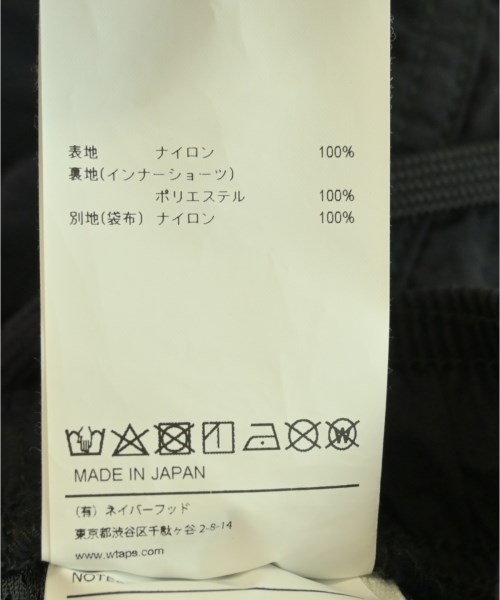 表地 ナイロン 100%
裏地(インナーショーツ)
ポリエステル 100%
別地(袋布) ナイロン 100%
W
MADE IN JAPAN
(有) ネイバーフッド
東京都渋谷区千駄ヶ谷 2-8-14
www.wtaps.com